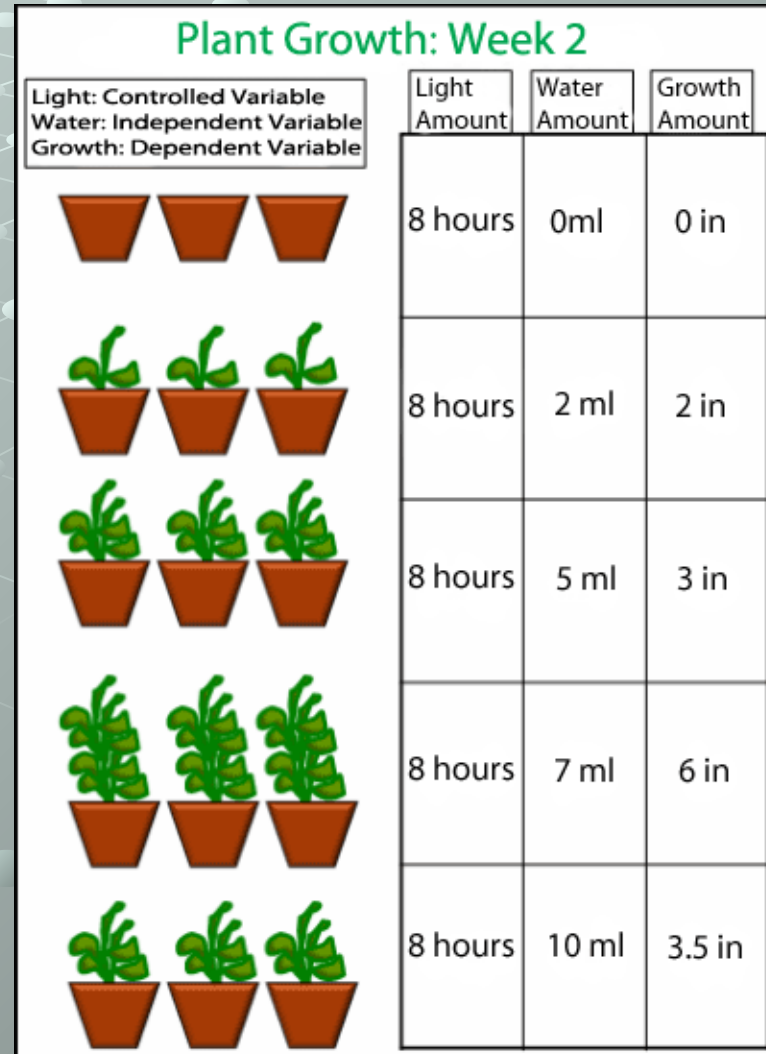 Plant Growth: Week 2
Light: Controlled Variable
Water: Independent Variable
Growth: Dependent Variable
Light Amount
Water Amount
Growth Amount
8 hours 0ml 0 in
8 hours 2 ml 2 in
8 hours 5 ml 3 in
8 hours 7 ml 6 in
8 hours 10 ml 3.5 in